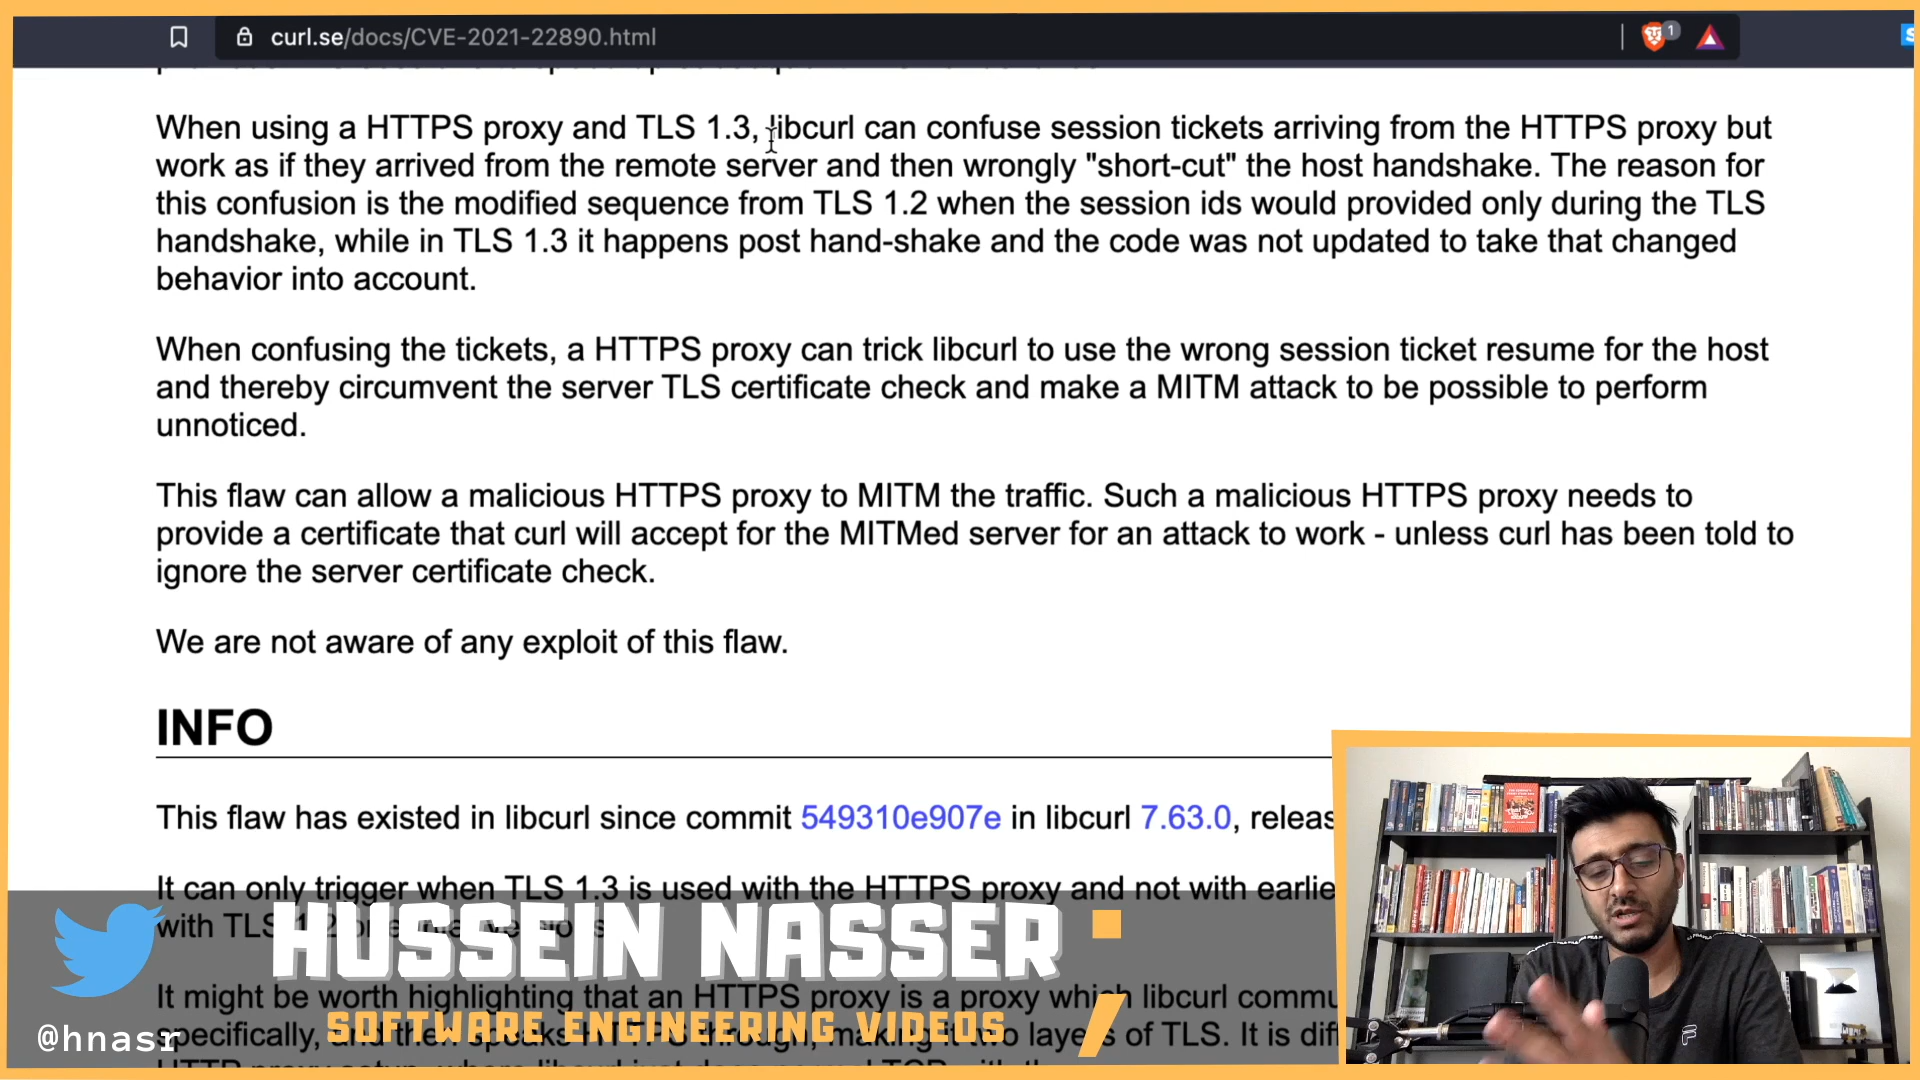 curl.se/docs/CVE-2021-22890.html
1
When using a HTTPS proxy and TLS 1.3, libcurl can confuse session tickets arriving from the HTTPS proxy but
work as if they arrived from the remote server and then wrongly "short-cut" the host handshake. The reason for
this confusion is the modified sequence from TLS 1.2 when the session ids would provided only during the TLS
handshake, while in TLS 1.3 it happens post hand-shake and the code was not updated to take that changed
behavior into account.
When confusing the tickets, a HTTPS proxy can trick libcurl to use the wrong session ticket resume for the host
and thereby circumvent the server TLS certificate check and make a MITM attack to be possible to perform
unnoticed.
This flaw can allow a malicious HTTPS proxy to MITM the traffic. Such a malicious HTTPS proxy needs to
provide a certificate that curl will accept for the MITMed server for an attack to work - unless curl has been told to
ignore the server certificate check.
We are not aware of any exploit of this flaw.
INFO
This flaw has existed in libcurl since commit 549310e907e in libcurl 7.63.0, releas
It can only trigger when TLS 1.3 is used with the HTTPS proxy and not with earlie
with TLS
HUSSEIN NASSER ;
It might be worth highlighting that an HTTPS proxy is a proxy which libcurl commu
SOFTWARE ENGINEERING VIDEOS
@hnasr
specifically, making layers of TLS. It is diff